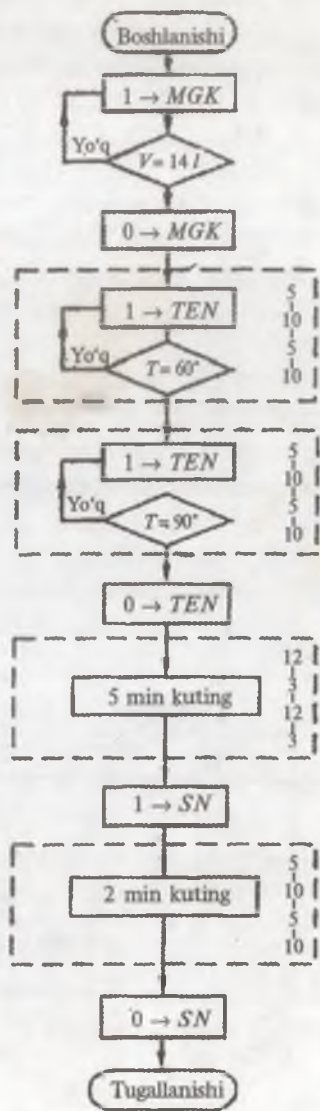 Boshlanishi
1 → MGK
Yo'q
V = 14 l
0 → MGK
1 → TEN
Yo'q
T = 60°
5
10
5
10
1 → TEN
Yo'q
T = 90°
5
10
5
10
0 → TEN
5 min kuting
12
3
12
3
1 → SN
2 min kuting
5
10
5
10
0 → SN
Tugallanishi